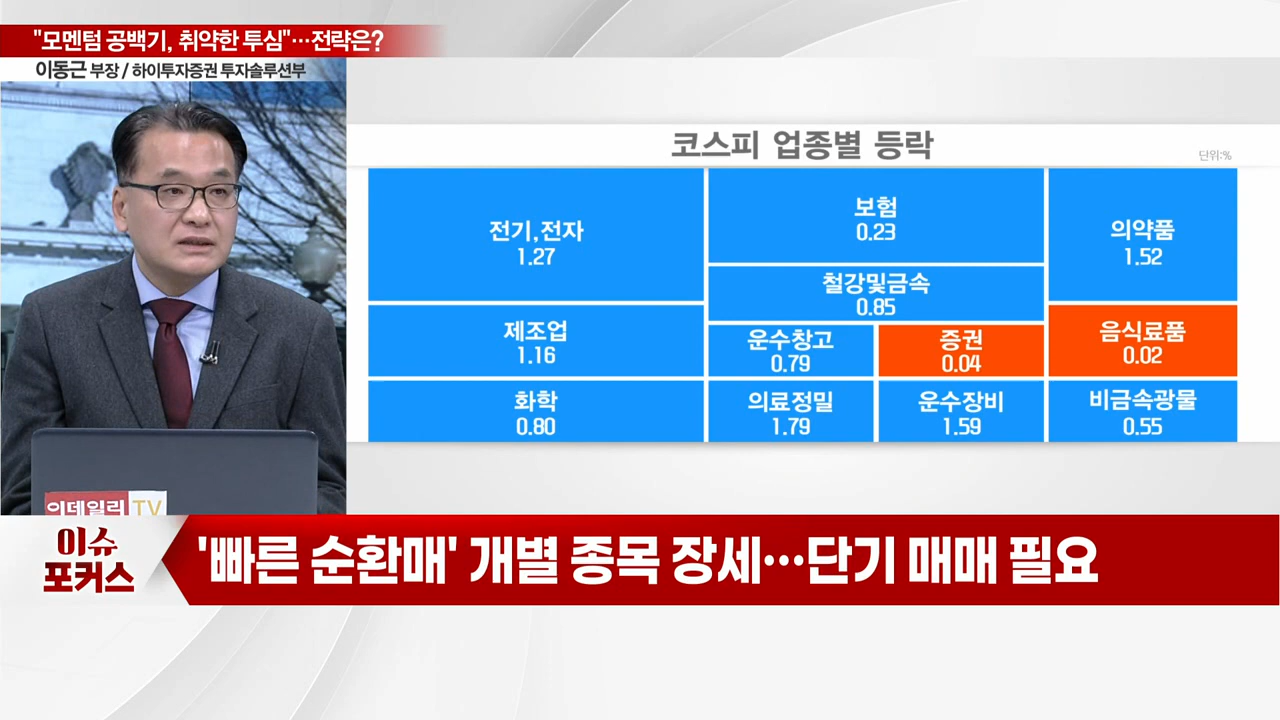 "모멘텀 공백기, 취약한 투심"…전략은?
이동근 부장 / 하이투자증권 투자솔루션부
코스피 업종별 등락
단위:%
전기,전자
1.27
보험
0.23
의약품
1.52
철강및금속
0.85
제조업
1.16
운수창고
0.79
증권
0.04
음식료품
0.02
화학
0.80
의료정밀
1.79
운수장비
1.59
비금속광물
0.55
이데일리 TV
이슈
포커스
'빠른 순환매' 개별 종목 장세…단기 매매 필요